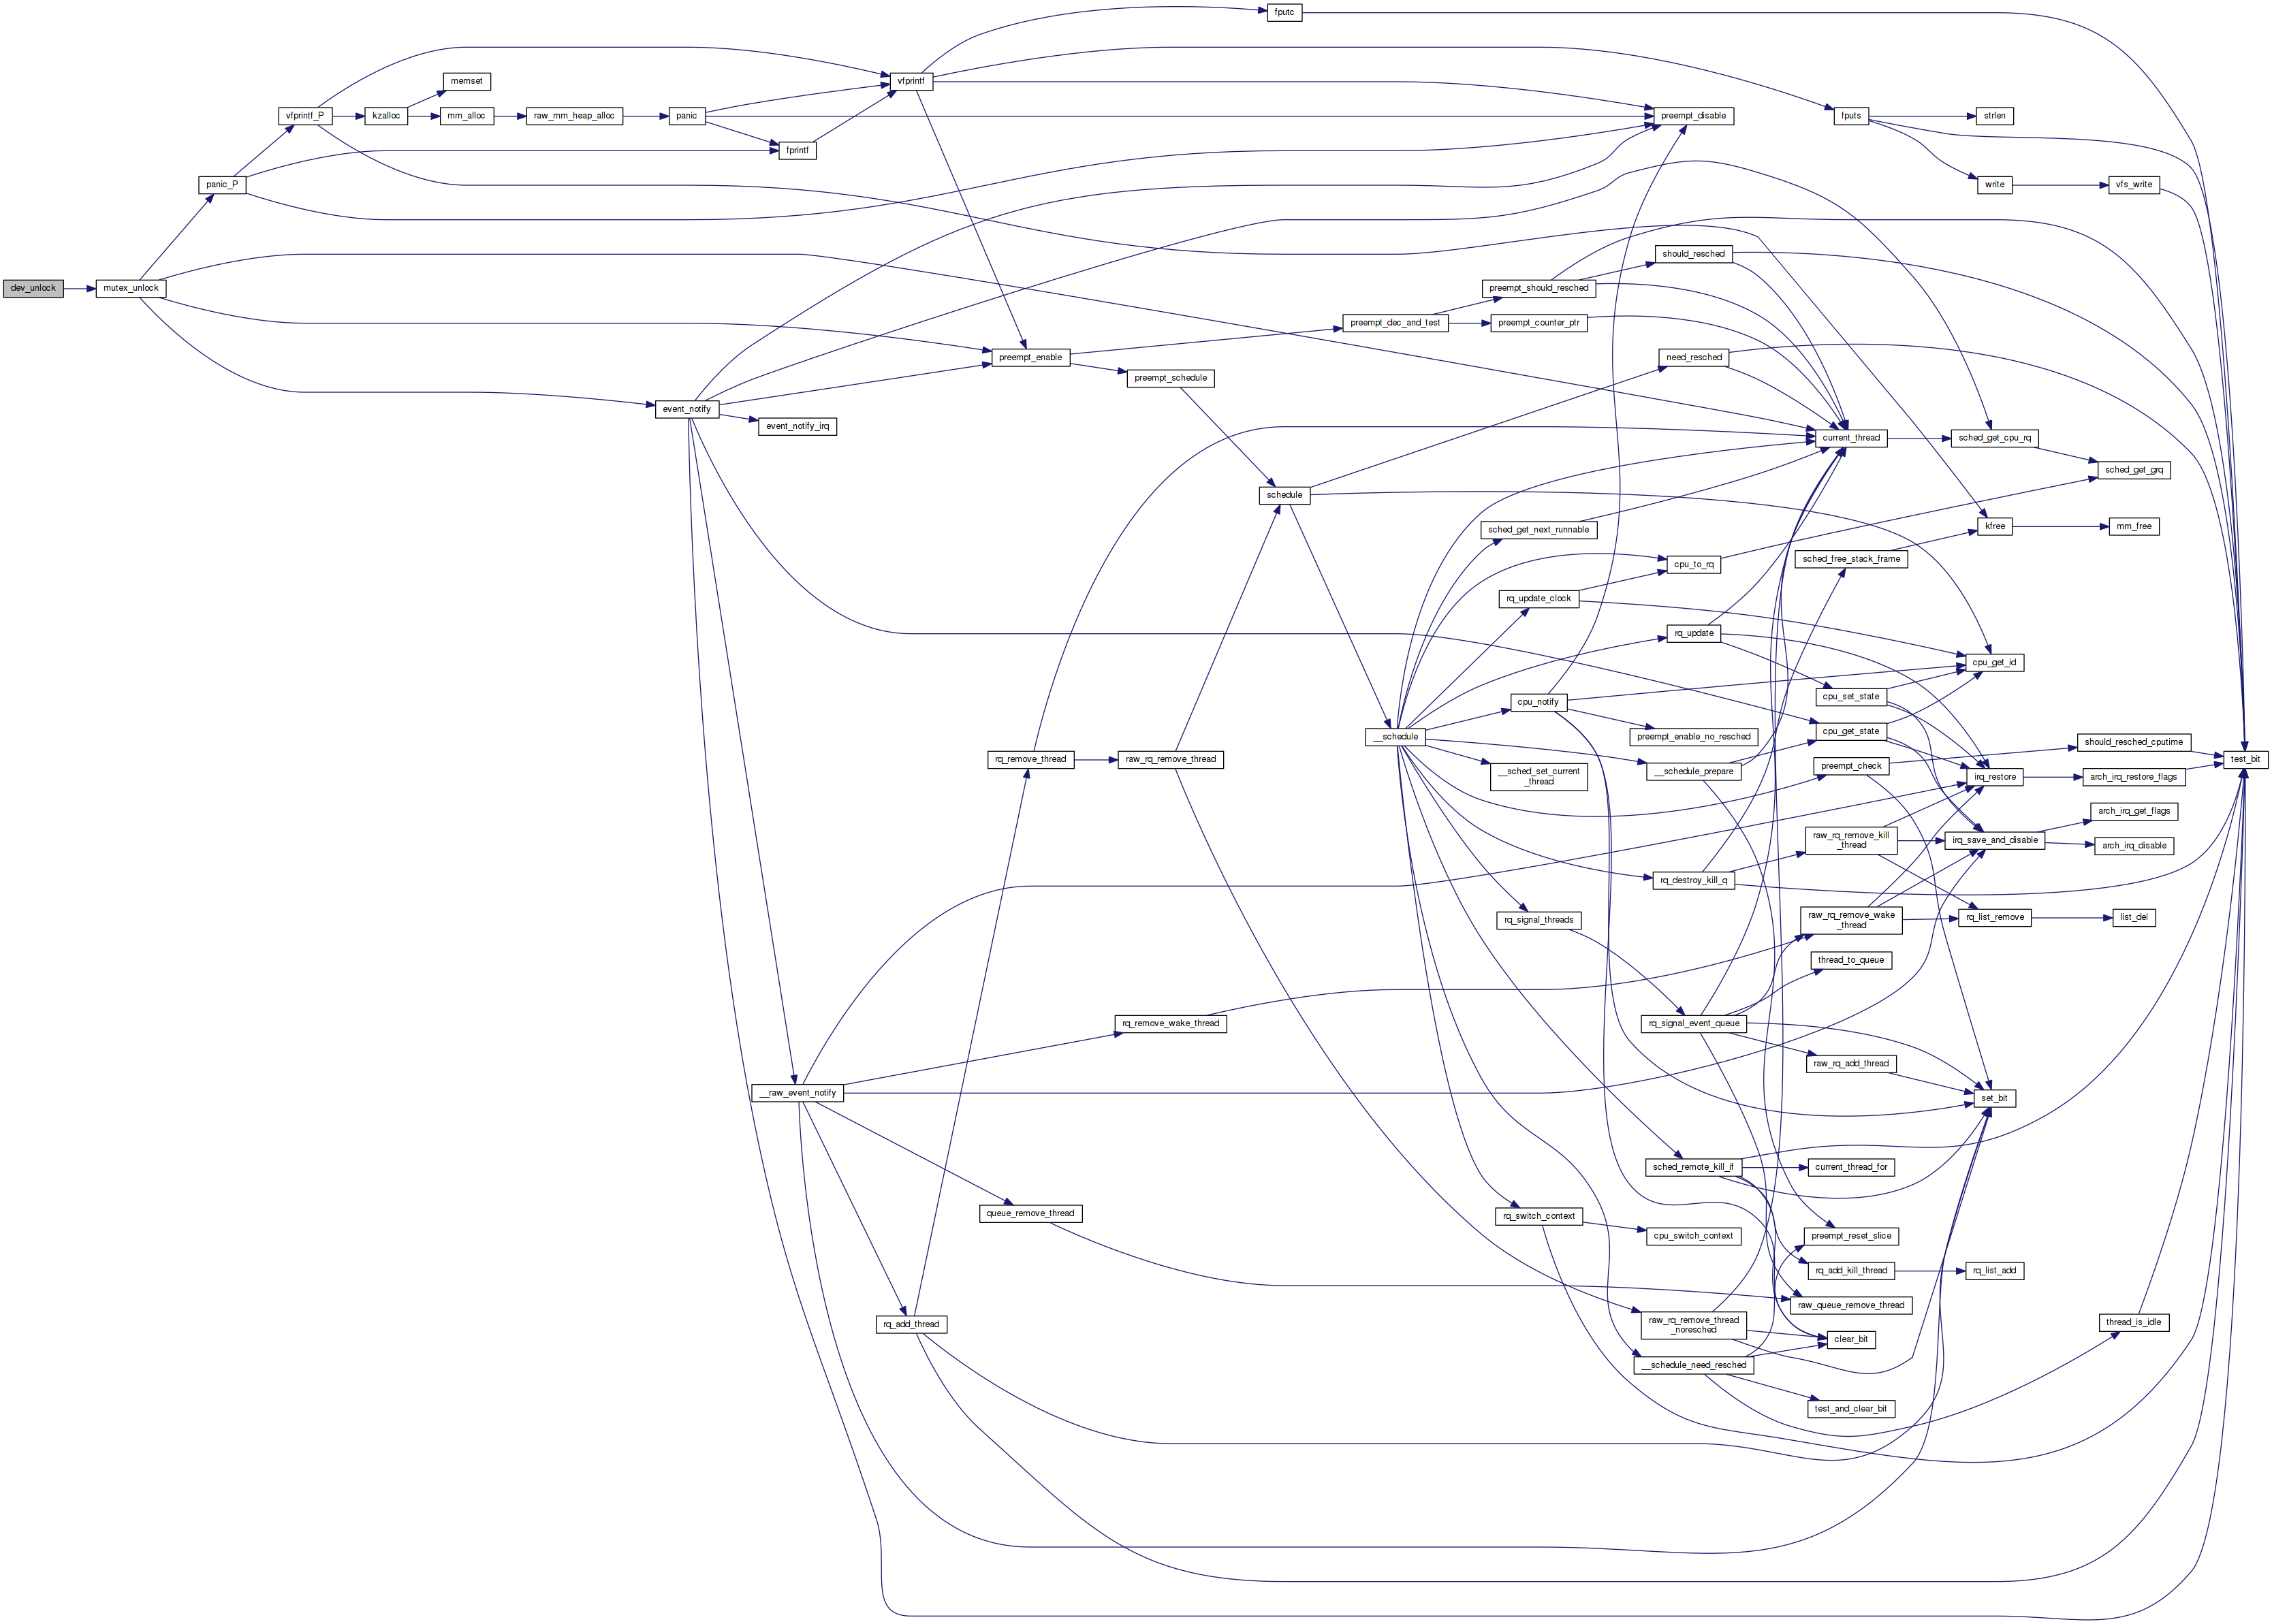 fputc
vfprintf
memset
vfprintf_P
kzalloc
mm_alloc
raw_mm_heap_alloc
panic
preempt_disable
fputs
strlen
fprintf
panic_P
write
vfs_write
should_resched
dev_unlock
mutex_unlock
preempt_should_resched
preempt_dec_and_test
preempt_counter_ptr
preempt_enable
need_resched
preempt_schedule
event_notify
event_notify_irq
current_thread
sched_get_cpu_rq
sched_get_grq
schedule
sched_get_next_runnable
kfree
mm_free
cpu_to_rq
sched_free_stack_frame
rq_update_clock
rq_update
cpu_get_id
cpu_notify
cpu_set_state
__schedule
preempt_enable_no_resched
cpu_get_state
should_resched_cputime
rq_remove_thread
raw_rq_remove_thread
test_bit
__sched_set_current
_thread
__schedule_prepare
preempt_check
irq_restore
arch_irq_restore_flags
arch_irq_get_flags
raw_rq_remove_kill
_thread
irq_save_and_disable
arch_irq_disable
rq_destroy_kill_q
rq_signal_threads
raw_rq_remove_wake
_thread
rq_list_remove
list_del
thread_to_queue
rq_remove_wake_thread
rq_signal_event_queue
raw_rq_add_thread
__raw_event_notify
set_bit
sched_remote_kill_if
current_thread_for
queue_remove_thread
rq_switch_context
cpu_switch_context
preempt_reset_slice
rq_add_kill_thread
rq_list_add
raw_queue_remove_thread
rq_add_thread
raw_rq_remove_thread
_noresched
thread_is_idle
clear_bit
__schedule_need_resched
test_and_clear_bit